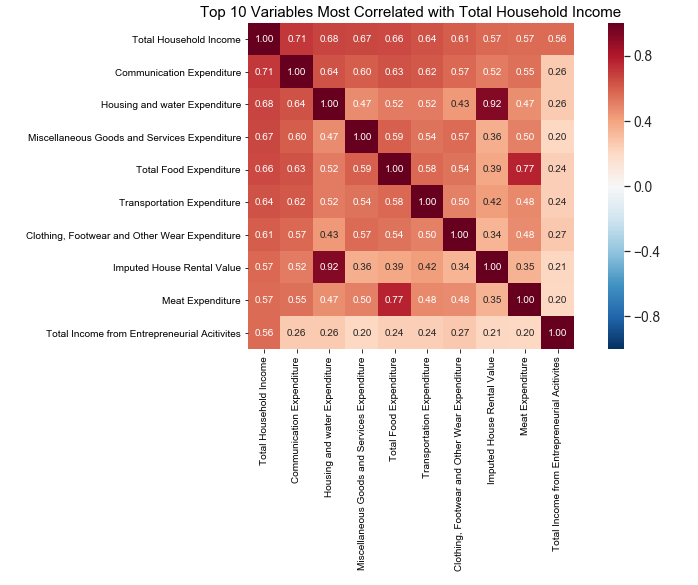 Top 10 Variables Most Correlated with Total Household Income
Total Household Income 1.00 0.71 0.68 0.67 0.66 0.64 0.61 0.57 0.57 0.56
Communication Expenditure 0.71 1.00 0.64 0.60 0.63 0.62 0.57 0.52 0.55 0.26
Housing and water Expenditure 0.68 0.64 1.00 0.47 0.52 0.52 0.43 0.92 0.47 0.26
Miscellaneous Goods and Services Expenditure 0.67 0.60 0.47 1.00 0.59 0.54 0.57 0.36 0.50 0.20
Total Food Expenditure 0.66 0.63 0.52 0.59 1.00 0.58 0.54 0.39 0.77 0.24
Transportation Expenditure 0.64 0.62 0.52 0.54 0.58 1.00 0.50 0.42 0.48 0.24
Clothing, Footwear and Other Wear Expenditure 0.61 0.57 0.43 0.57 0.54 0.50 1.00 0.34 0.48 0.27
Imputed House Rental Value 0.57 0.52 0.92 0.36 0.39 0.42 0.34 1.00 0.35 0.21
Meat Expenditure 0.57 0.55 0.47 0.50 0.77 0.48 0.48 0.35 1.00 0.20
Total Income from Entrepreneurial Acitivites 0.56 0.26 0.26 0.20 0.24 0.24 0.27 0.21 0.20 1.00
Total Household Income
Communication Expenditure
Housing and water Expenditure
Miscellaneous Goods and Services Expenditure
Total Food Expenditure
Transportation Expenditure
Clothing, Footwear and Other Wear Expenditure
Imputed House Rental Value
Meat Expenditure
Total Income from Entrepreneurial Acitivites
0.8
0.4
0.0
−0.4
−0.8